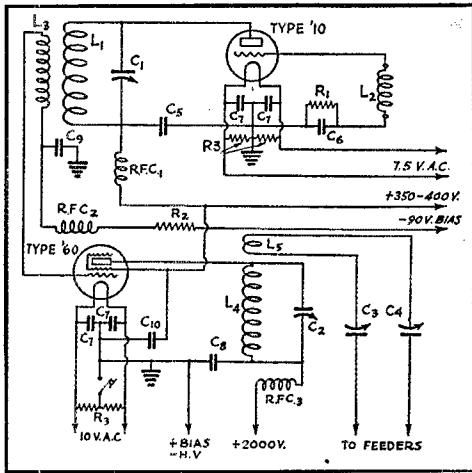 L3
L1
C1
TYPE '10
C7
C7
R1
L2
C5
C6
R3
C9
R.F.C1
7.5 V.A.C.
+350-400V.
R.F.C2
R2
-90V. BIAS
TYPE '60
L5
L4
C7
C7
C10
C2
C3
C4
C8
R.F.C.3
R3
10 V.A.C
+BIAS
-H.V
+2000V.
TO FEEDERS